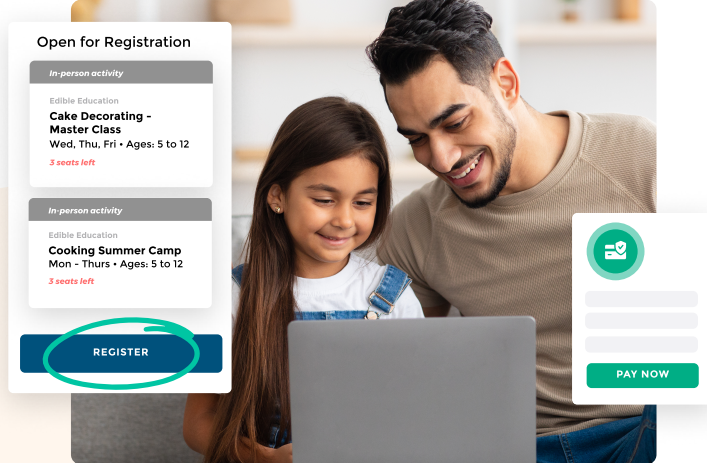 Open for Registration
In-person activity
Edible Education
Cake Decorating -
Master Class
Wed, Thu, Fri • Ages: 5 to 12
3 seats left
In-person activity
Edible Education
Cooking Summer Camp
Mon - Thurs • Ages: 5 to 12
3 seats left
REGISTER
PAY NOW